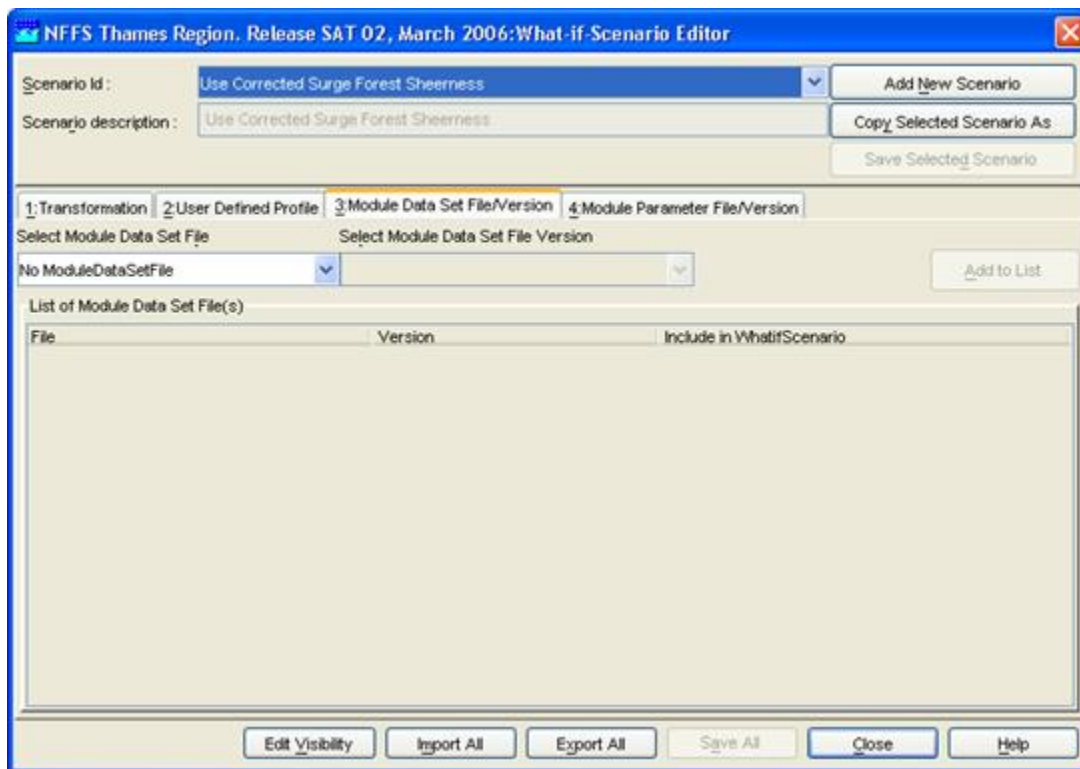 NFFS Thames Region. Release SAT 02, March 2006:What-if-Scenario Editor
Scenario Id : Use Corrected Surge Forest Sheerness Add New Scenario
Scenario description : Use Corrected Surge Forest Sheerness Copy Selected Scenario As
Save Selected Scenario
1:Transformation 2:User Defined Profile 3:Module Data Set File/Version 4:Module Parameter File/Version
Select Module Data Set File Select Module Data Set File Version
No ModuleDataSetFile Add to List
List of Module Data Set File(s)
File Version Include in WhatifScenario
Edit Visibility Import All Export All Save All Close Help